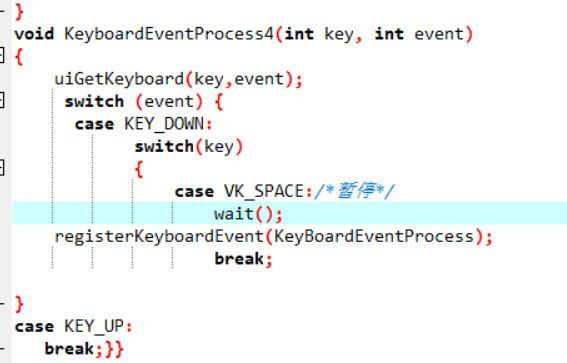 }
void KeyboardEventProcess4(int key, int event)
{
uiGetKeyboard(key,event);
switch (event) {
case KEY_DOWN:
switch(key)
{
case VK_SPACE:/*暂停*/
wait();
registerKeyboardEvent(KeyBoardEventProcess);
break;
}
case KEY_UP:
break;}}